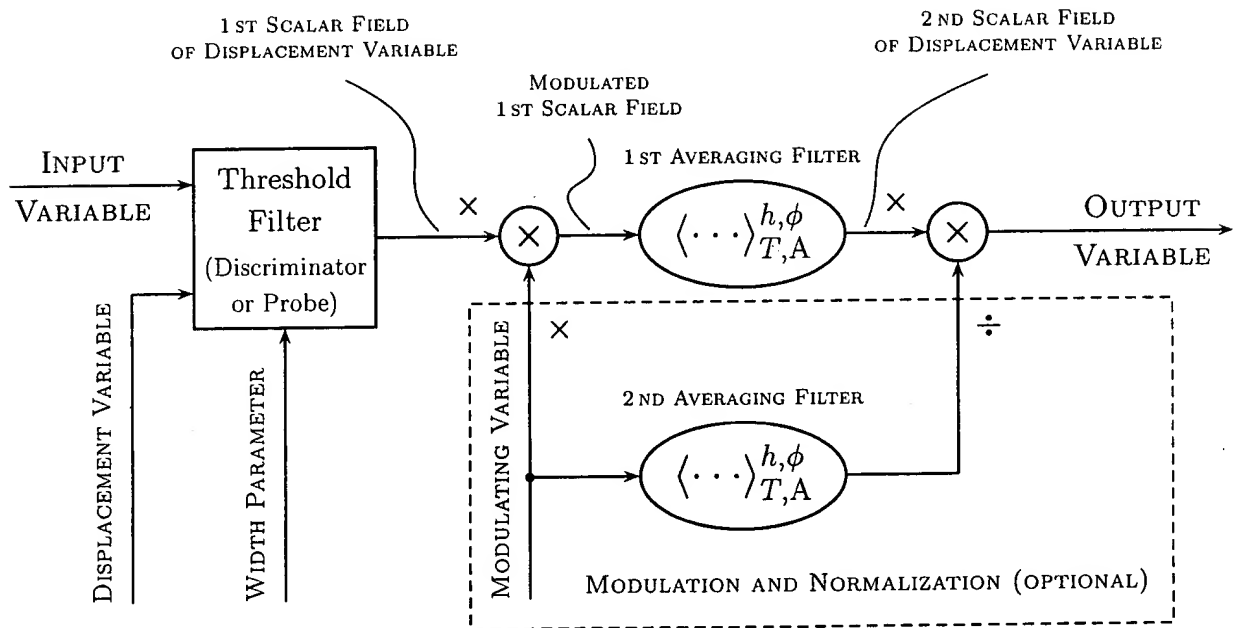 1ST SCALAR FIELD
OF DISPLACEMENT VARIABLE
2ND SCALAR FIELD
OF DISPLACEMENT VARIABLE
MODULATED
1ST SCALAR FIELD
INPUT
VARIABLE
Threshold
Filter
(Discriminator
or Probe)
×
×
1ST AVERAGING FILTER
⟨· · ·⟩ h,ϕ
T,A
×
×
OUTPUT
VARIABLE
DISPLACEMENT VARIABLE
WIDTH PARAMETER
MODULATING VARIABLE
×
÷
2ND AVERAGING FILTER
⟨· · ·⟩ h,ϕ
T,A
MODULATION AND NORMALIZATION (OPTIONAL)